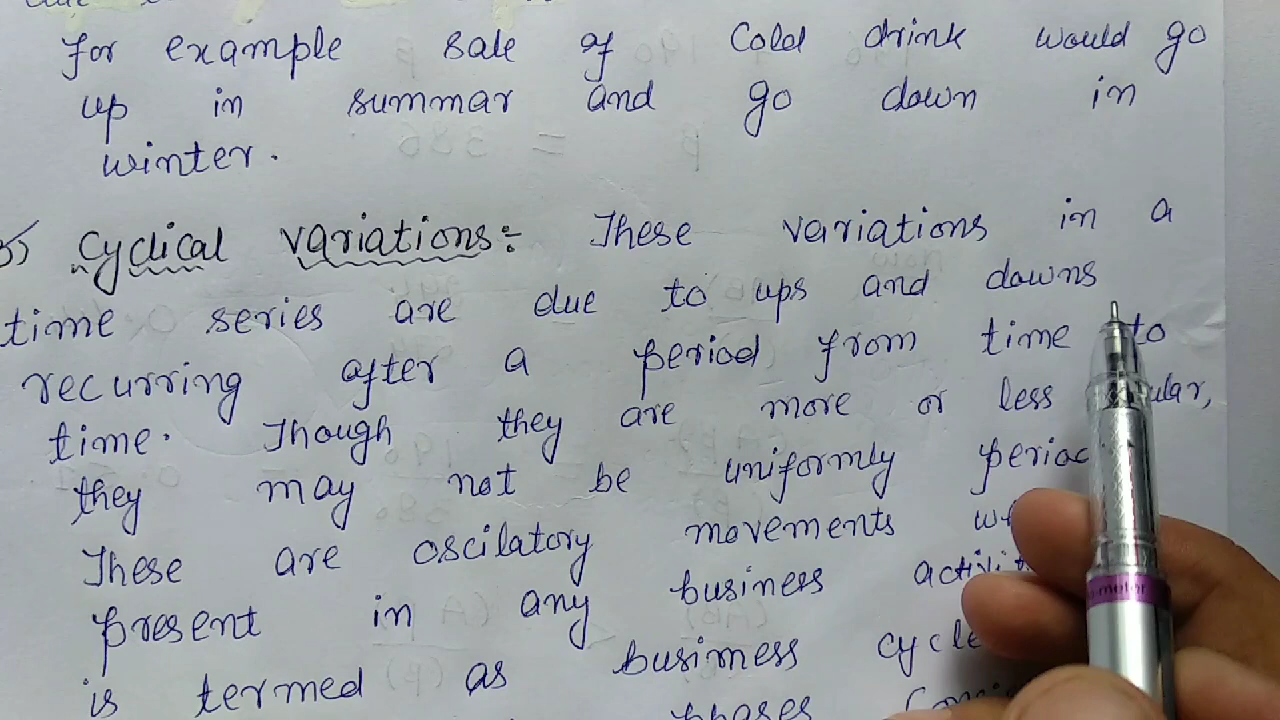 for example sale of Cold drink would go
up in summar and go down in
winter.
Cyclical variations:- These variations in a
time series are due to ups and downs
recurring after a period from time to
time. Though they are more or less
they may not be uniformly
These are oscilatory movements
present in any business
is termed as busimess cycle
phases